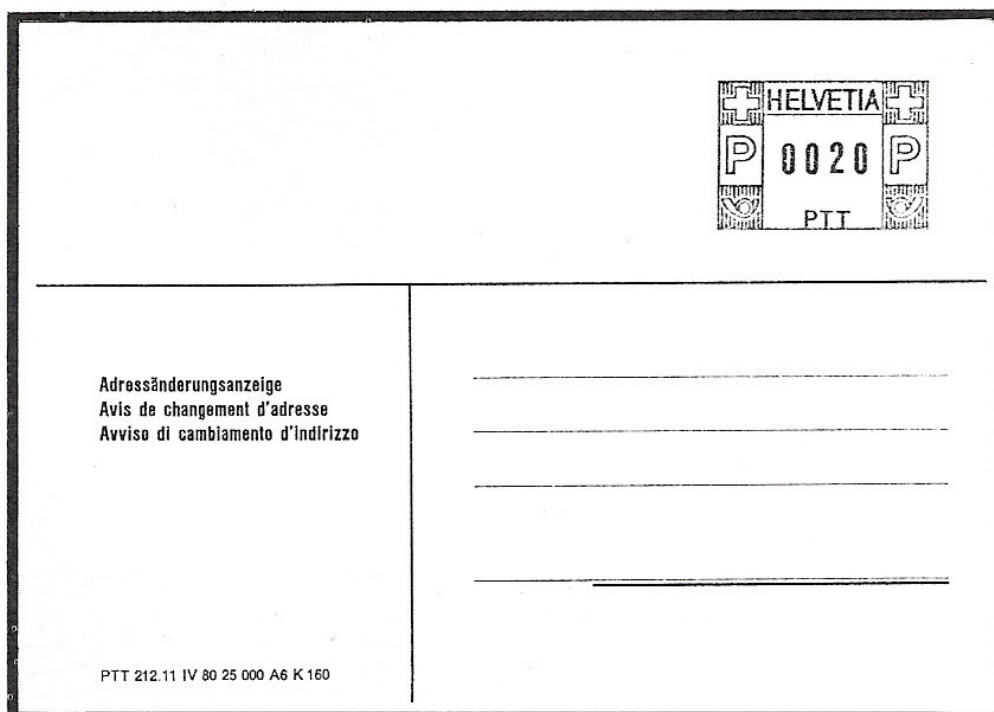 HELVETIA
P 0020 P
PTT
Adressänderungsanzeige
Avis de changement d'adresse
Avviso di cambiamento d'indirizzo
PTT 212.11 IV 80 25 000 A6 K 160